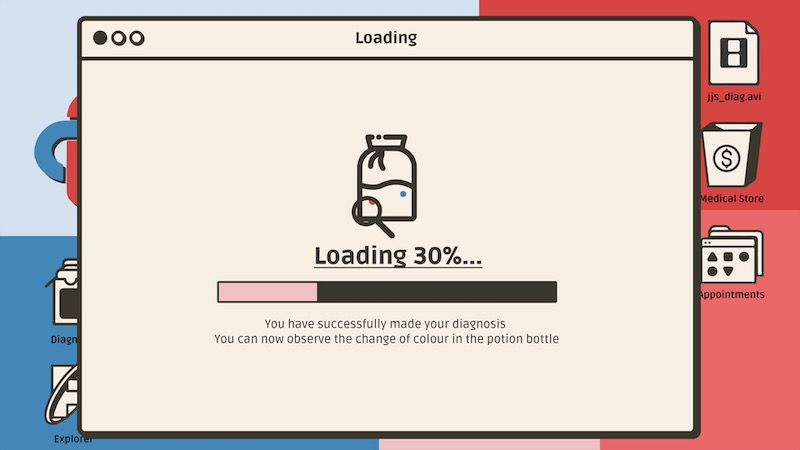 Loading
jjs_diag.avi
Medical Store
Appointments
Loading 30%...
You have successfully made your diagnosis
You can now observe the change of colour in the potion bottle
Diagn
Explorer